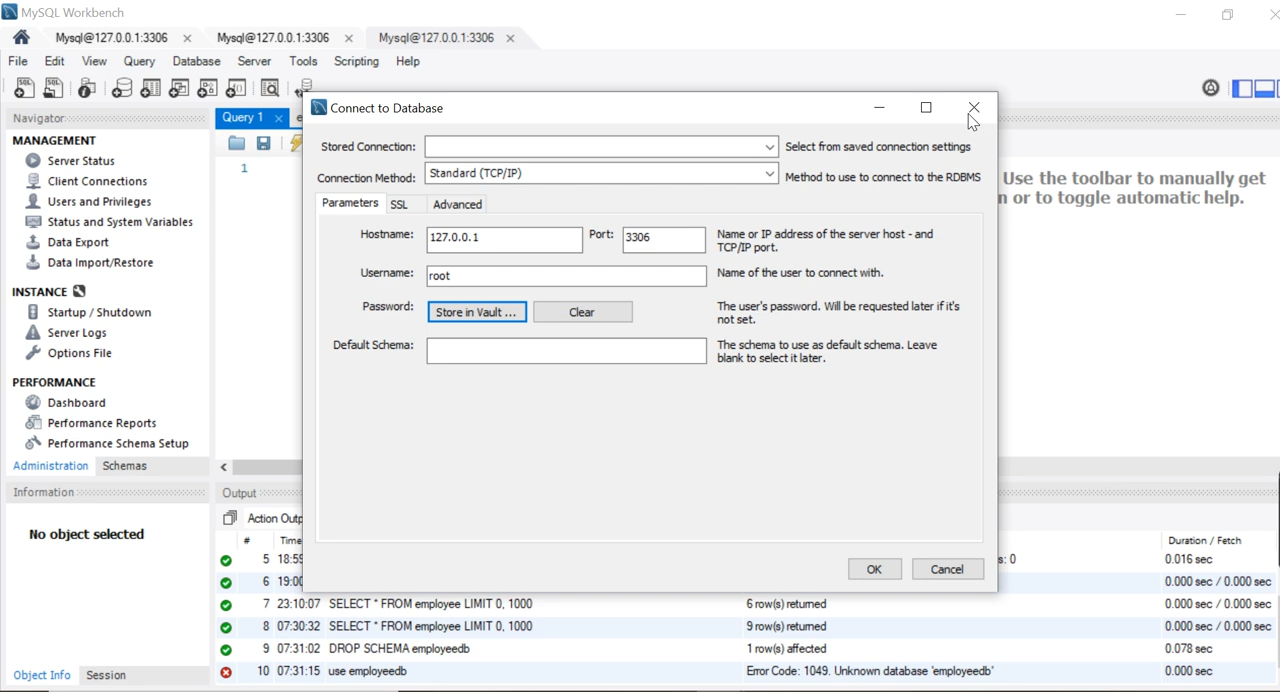 MySQL Workbench
Mysql@127.0.0.1:3306
Mysql@127.0.0.1:3306
Mysql@127.0.0.1:3306
File Edit View Query Database Server Tools Scripting Help
Navigator
MANAGEMENT
Server Status
Client Connections
Users and Privileges
Status and System Variables
Data Export
Data Import/Restore
INSTANCE
Startup / Shutdown
Server Logs
Options File
PERFORMANCE
Dashboard
Performance Reports
Performance Schema Setup
Administration Schemas
Information
No object selected
Object Info Session
Query 1
1
Use the toolbar to manually get
n or to toggle automatic help.
Connect to Database
Stored Connection: Select from saved connection settings
Connection Method: Standard (TCP/IP) Method to use to connect to the RDBMS
Parameters SSL Advanced
Hostname: 127.0.0.1 Port: 3306 Name or IP address of the server host - and
TCP/IP port.
Username: root Name of the user to connect with.
Password: Store in Vault ... Clear The user's password. Will be requested later if it's
not set.
Default Schema: The schema to use as default schema. Leave
blank to select it later.
OK Cancel
Output
Action Outp
# Time Duration / Fetch
5 18:59 s: 0 0.016 sec
6 19:00 0.000 sec / 0.000 sec
7 23:10:07 SELECT * FROM employee LIMIT 0, 1000 6 row(s) returned 0.000 sec / 0.000 sec
8 07:30:32 SELECT * FROM employee LIMIT 0, 1000 9 row(s) returned 0.000 sec / 0.000 sec
9 07:31:02 DROP SCHEMA employeedb 1 row(s) affected 0.078 sec
10 07:31:15 use employeedb Error Code: 1049. Unknown database 'employeedb' 0.000 sec